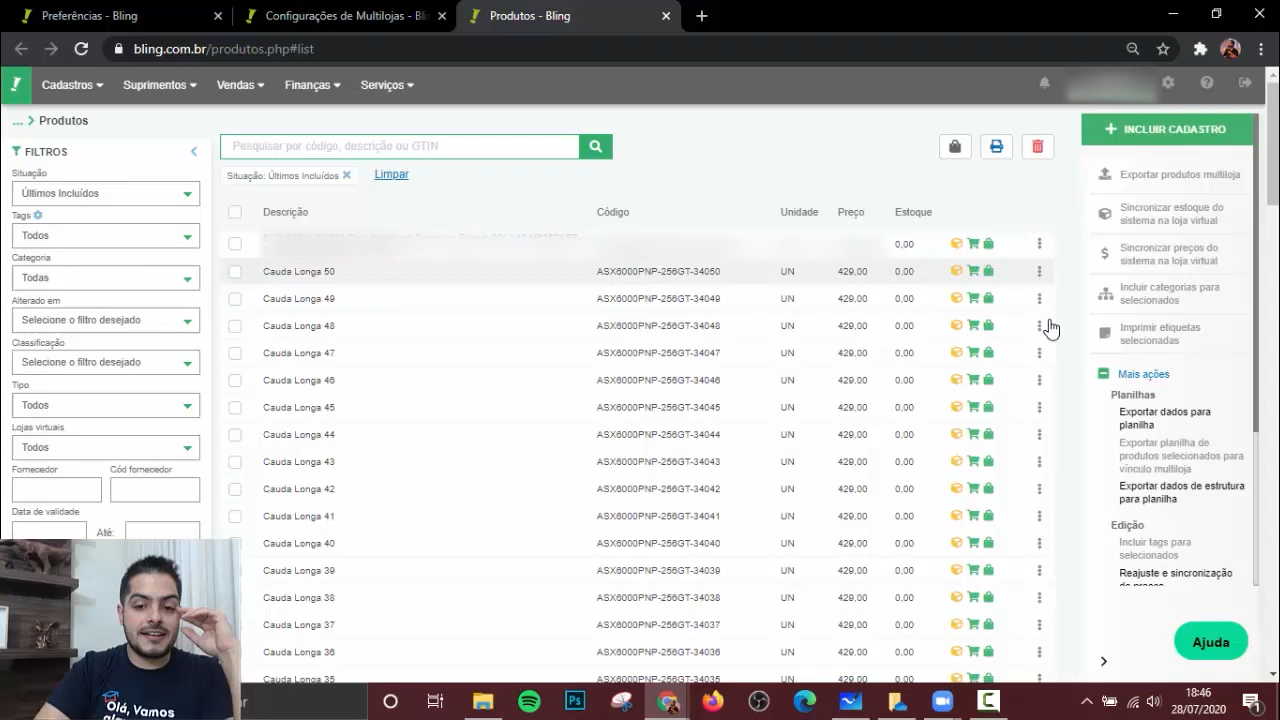 Preferências - Bling
Configurações de Multilojas - Bli
Produtos - Bling
bling.com.br/produtos.php#list
Cadastros
Suprimentos
Vendas
Finanças
Serviços
... Produtos
FILTROS
Situação
Últimos Incluídos
Tags
Todos
Categoria
Todas
Alterado em
Selecione o filtro desejado
Classificação
Selecione o filtro desejado
Tipo
Todos
Lojas virtuais
Todos
Fornecedor
Cód fornecedor
Data de validade
Até:
Pesquisar por código, descrição ou GTIN
Situação: Últimos Incluídos
Limpar
Descrição Código Unidade Preço Estoque
0,00
Cauda Longa 50 ASX6000PNP-256GT-34050 UN 429,00 0,00
Cauda Longa 49 ASX6000PNP-256GT-34049 UN 429,00 0,00
Cauda Longa 48 ASX6000PNP-256GT-34048 UN 429,00 0,00
Cauda Longa 47 ASX6000PNP-256GT-34047 UN 429,00 0,00
Cauda Longa 46 ASX6000PNP-256GT-34046 UN 429,00 0,00
Cauda Longa 45 ASX6000PNP-256GT-34045 UN 429,00 0,00
Cauda Longa 44 ASX6000PNP-256GT-34044 UN 429,00 0,00
Cauda Longa 43 ASX6000PNP-256GT-34043 UN 429,00 0,00
Cauda Longa 42 ASX6000PNP-256GT-34042 UN 429,00 0,00
Cauda Longa 41 ASX6000PNP-256GT-34041 UN 429,00 0,00
Cauda Longa 40 ASX6000PNP-256GT-34040 UN 429,00 0,00
Cauda Longa 39 ASX6000PNP-256GT-34039 UN 429,00 0,00
Cauda Longa 38 ASX6000PNP-256GT-34038 UN 429,00 0,00
Cauda Longa 37 ASX6000PNP-256GT-34037 UN 429,00 0,00
Cauda Longa 36 ASX6000PNP-256GT-34036 UN 429,00 0,00
Cauda Longa 35 ASX6000PNP-256GT-34035 UN 429,00 0,00
INCLUIR CADASTRO
Exportar produtos multiloja
Sincronizar estoque do
sistema na loja virtual
Sincronizar preços do
sistema na loja virtual
Incluir categorias para
selecionados
Imprimir etiquetas
selecionadas
Mais ações
Planilhas
Exportar dados para
planilha
Exportar planilha de
produtos selecionados para
vínculo multiloja
Exportar dados de estrutura
para planilha
Edição
Incluir tags para
selecionados
Reajuste e sincronização
de preços
Ajuda
Olá, Vamos
18:46
28/07/2020